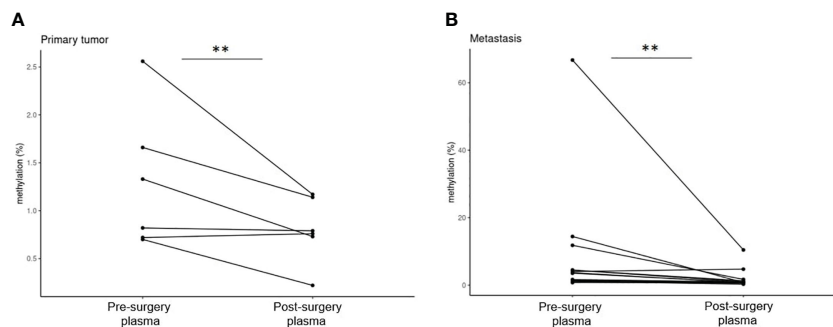 A
Primary tumor
**
2.5
2.0
1.5
1.0
0.5
methylation (%)
Pre-surgery
plasma
Post-surgery
plasma
B
Metastasis
**
60
40
20
0
methylation (%)
Pre-surgery
plasma
Post-surgery
plasma